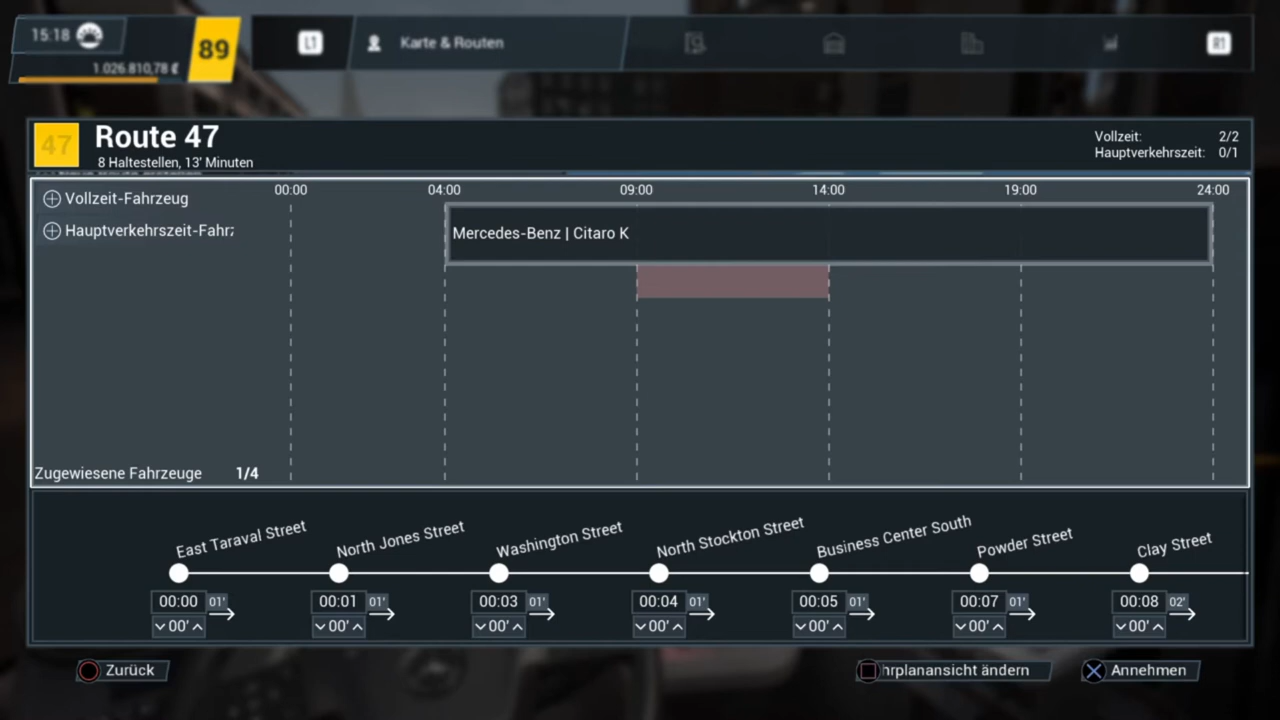 15:18
1.026.810,78 €
89
L1
Karte & Routen
R1
47
Route 47
8 Haltestellen, 13' Minuten
Vollzeit: 2/2
Hauptverkehrszeit: 0/1
Vollzeit-Fahrzeug
Hauptverkehrszeit-Fahrz
00:00 04:00 09:00 14:00 19:00 24:00
Mercedes-Benz | Citaro K
Zugewiesene Fahrzeuge 1/4
East Taraval Street
North Jones Street
Washington Street
North Stockton Street
Business Center South
Powder Street
Clay Street
00:00 01' 00:01 01' 00:03 01' 00:04 01' 00:05 01' 00:07 01' 00:08 02'
00' 00' 00' 00' 00' 00' 00'
Zurück
hrplanansicht ändern
Annehmen